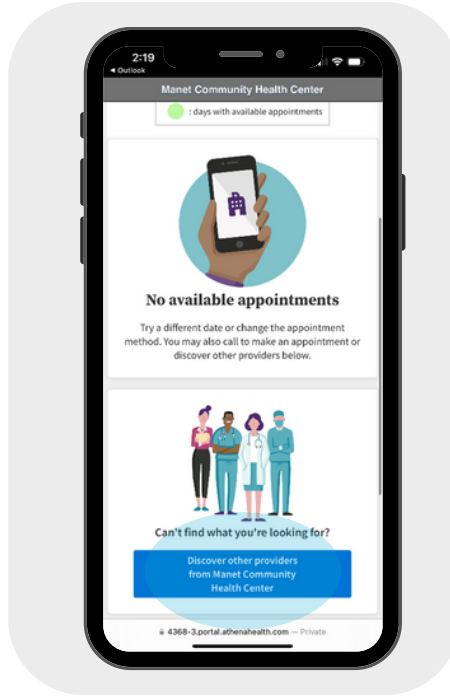 2:19
◀ Outlook
Manet Community Health Center
: days with available appointments
No available appointments
Try a different date or change the appointment
method. You may also call to make an appointment or
discover other providers below.
Can't find what you're looking for?
Discover other providers
from Manet Community
Health Center
4368-3.portal.athenahealth.com — Private